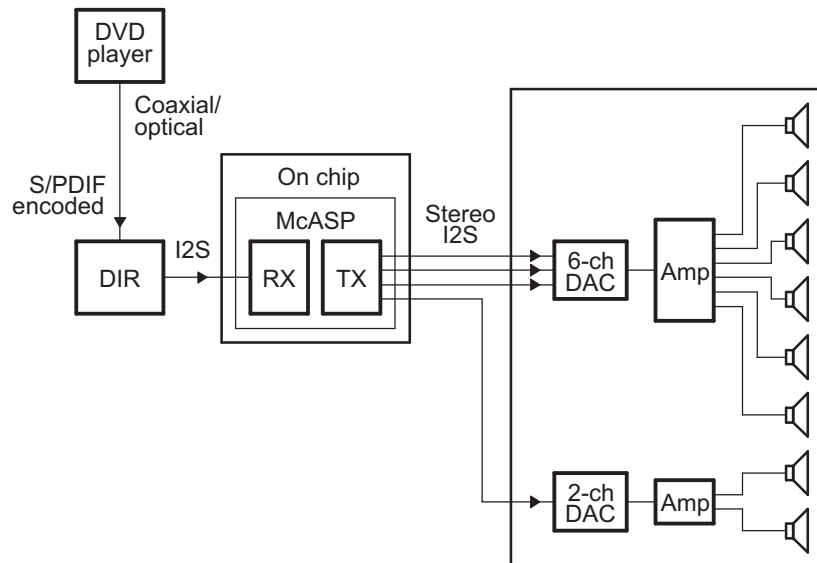 DVD
player
Coaxial/
optical
S/PDIF
encoded
DIR
I2S
On chip
McASP
RX
TX
Stereo
I2S
6-ch
DAC
Amp
2-ch
DAC
Amp